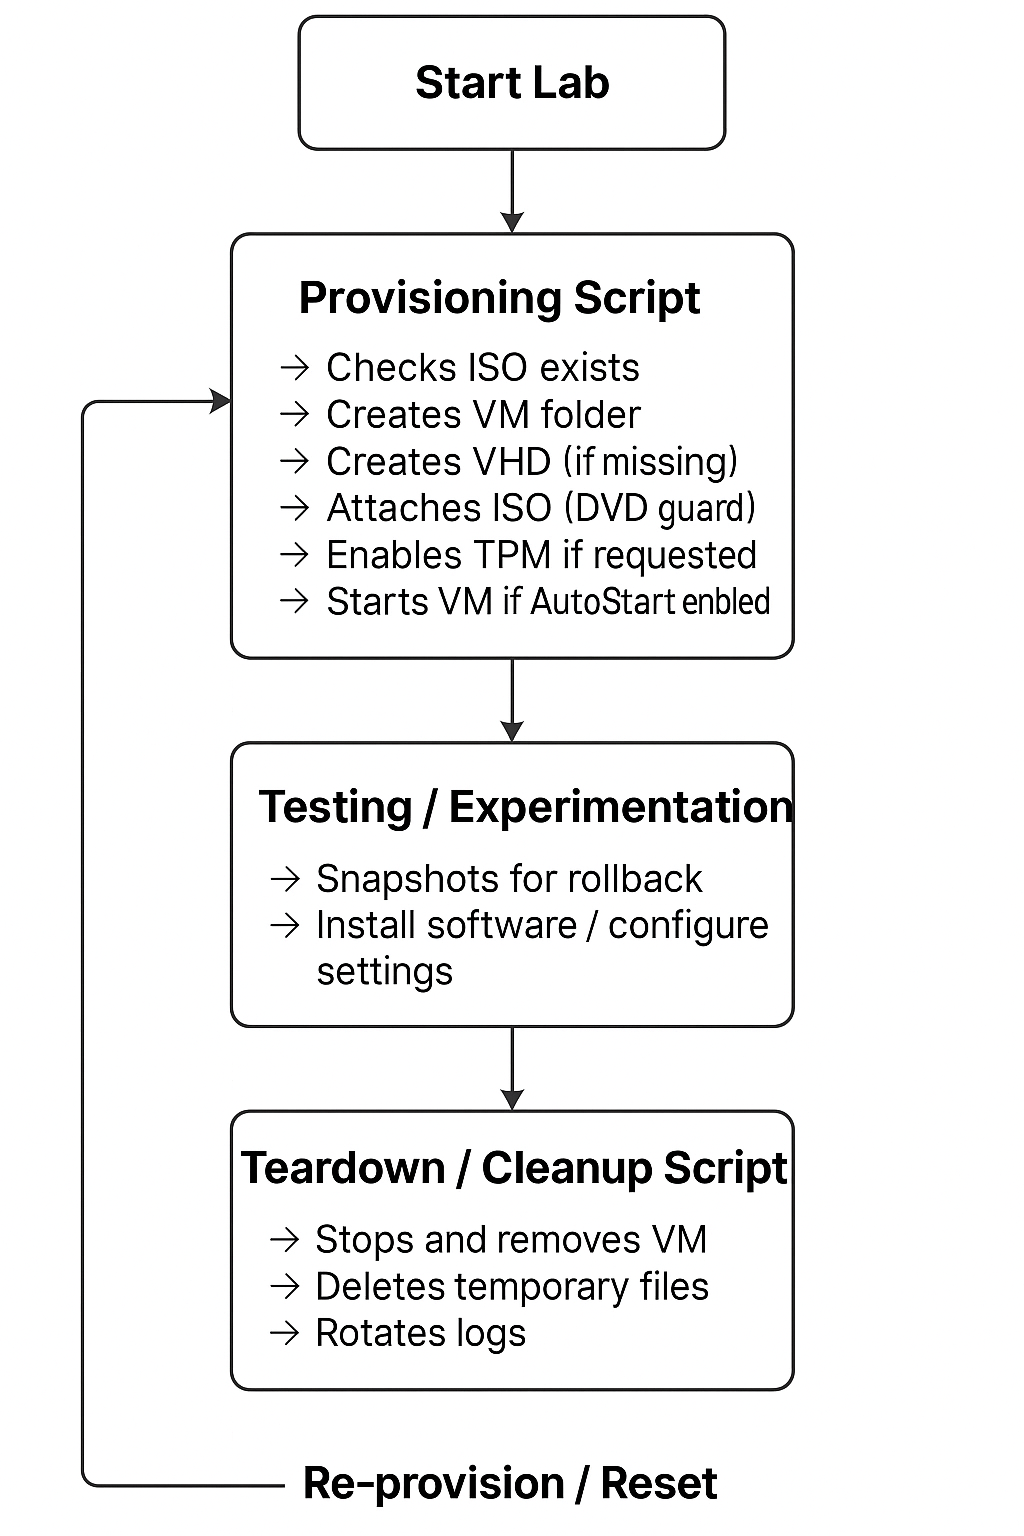 Start Lab
Provisioning Script
→ Checks ISO exists
→ Creates VM folder
→ Creates VHD (if missing)
→ Attaches ISO (DVD guard)
→ Enables TPM if requested
→ Starts VM if AutoStart enbled
Testing / Experimentation
→ Snapshots for rollback
→ Install software / configure
settings
Teardown / Cleanup Script
→ Stops and removes VM
→ Deletes temporary files
→ Rotates logs
Re-provision / Reset